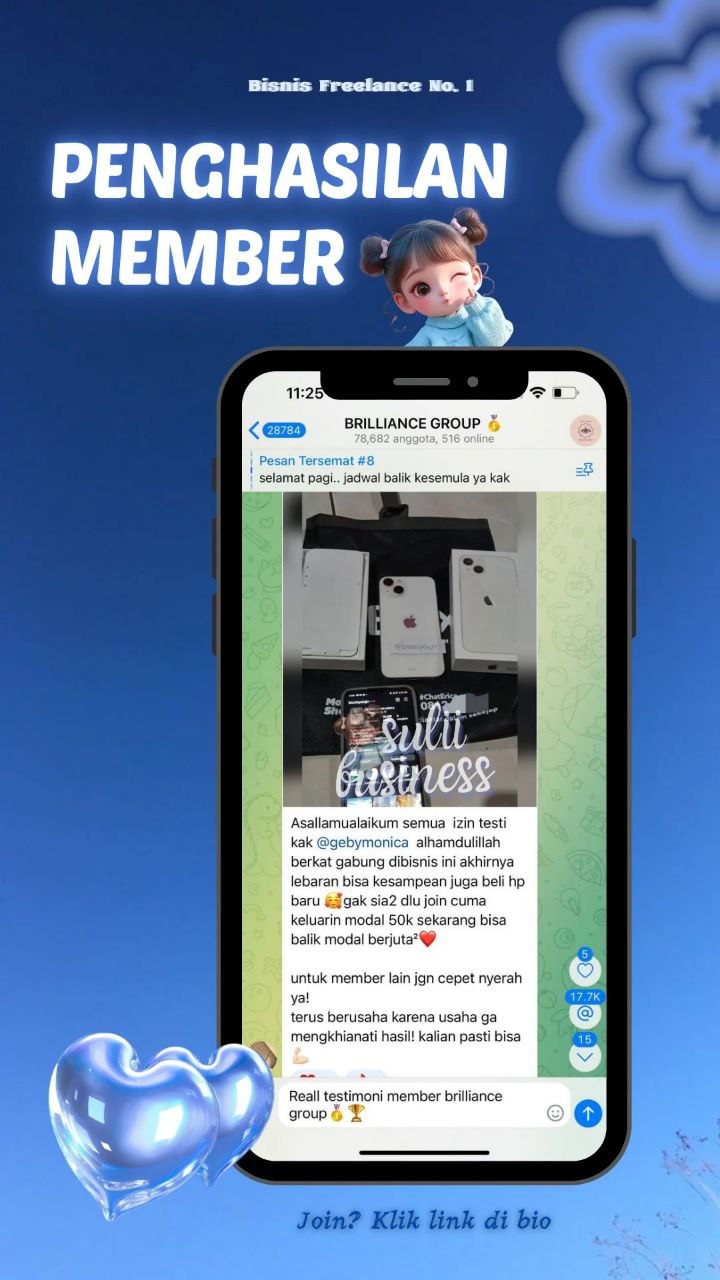 Bisnis Freelance No. 1
PENGHASILAN
MEMBER
11:25
28784
BRILLIANCE GROUP 🥇
78,682 anggota, 516 online
Pesan Tersemat #8
selamat pagi.. jadwal balik kesemula ya kak
#ChatErica
sulii
business
Asallamualaikum semua izin testi
kak @gebymonica alhamdulillah
berkat gabung dibisnis ini akhirnya
lebaran bisa kesampean juga beli hp
baru 🥰gak sia2 dlu join cuma
keluarin modal 50k sekarang bisa
balik modal berjuta²❤️
untuk member lain jgn cepet nyerah
ya!
terus berusaha karena usaha ga
mengkhianati hasil! kalian pasti bisa
💪🏻
5
17.7K
15
Reall testimoni member brilliance
group🥇🏆
Join? Klik link di bio